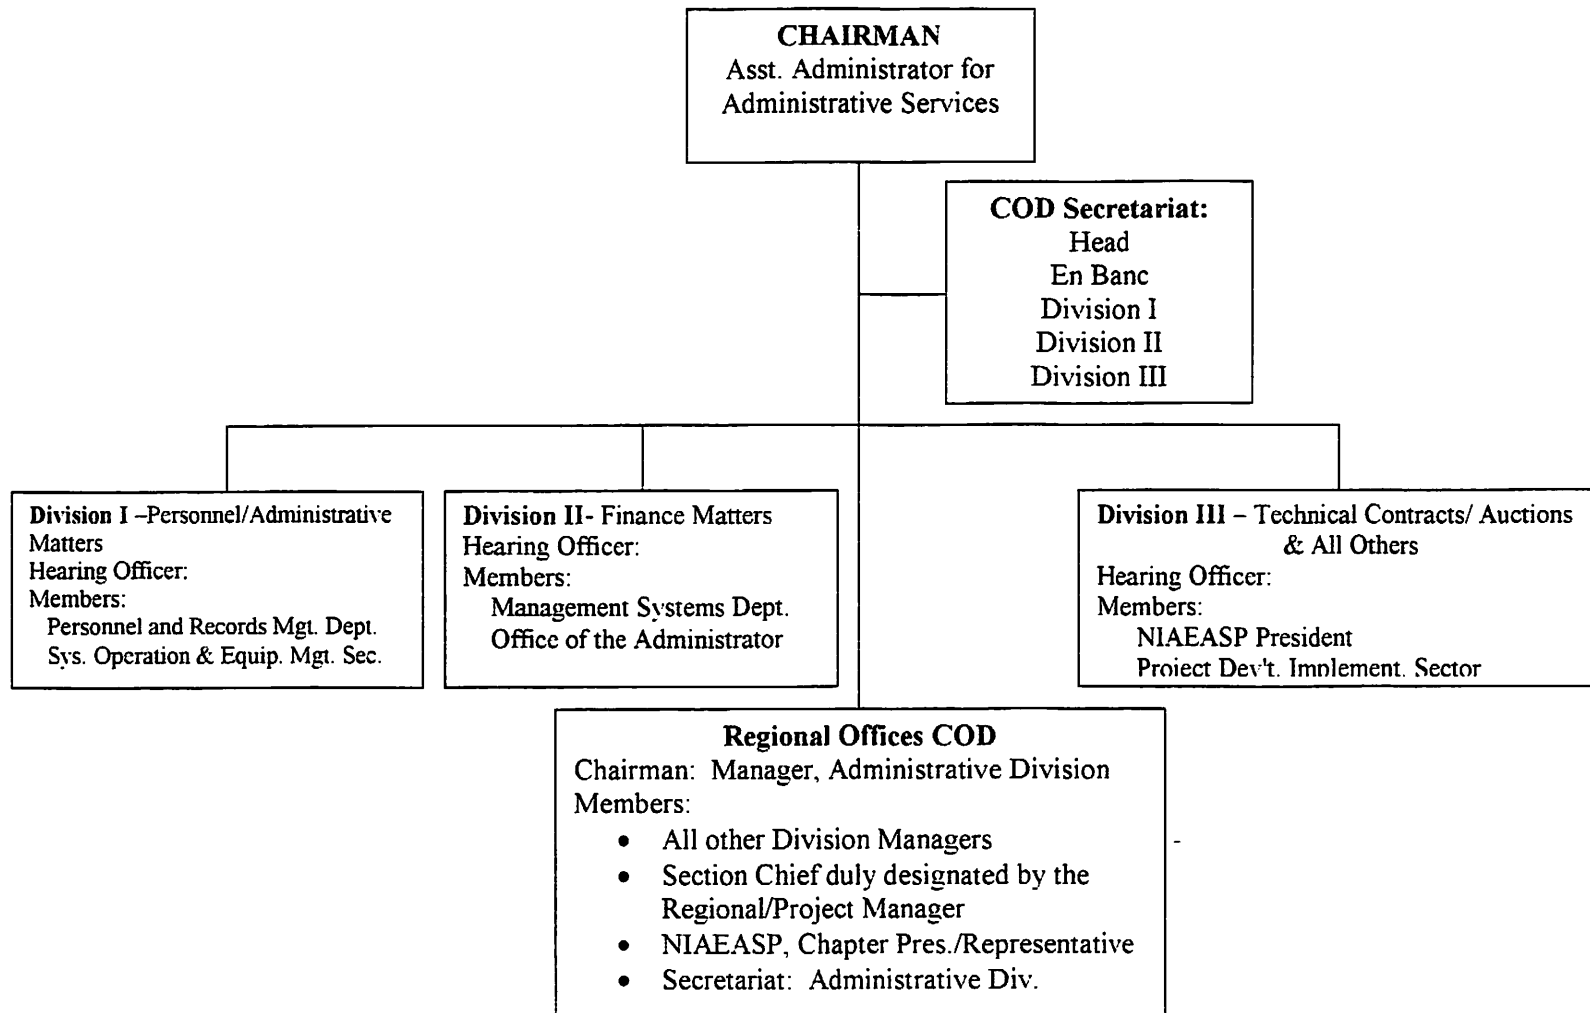 CHAIRMAN
Asst. Administrator for
Administrative Services
COD Secretariat:
Head
En Banc
Division I
Division II
Division III
Division I –Personnel/Administrative
Matters
Hearing Officer:
Members:
Personnel and Records Mgt. Dept.
Sys. Operation & Equip. Mgt. Sec.
Division II- Finance Matters
Hearing Officer:
Members:
Management Systems Dept.
Office of the Administrator
Division III – Technical Contracts/ Auctions
& All Others
Hearing Officer:
Members:
NIAEASP President
Project Dev't. Implement. Sector
Regional Offices COD
Chairman: Manager, Administrative Division
Members:
• All other Division Managers
• Section Chief duly designated by the
Regional/Project Manager
• NIAEASP, Chapter Pres./Representative
• Secretariat: Administrative Div.